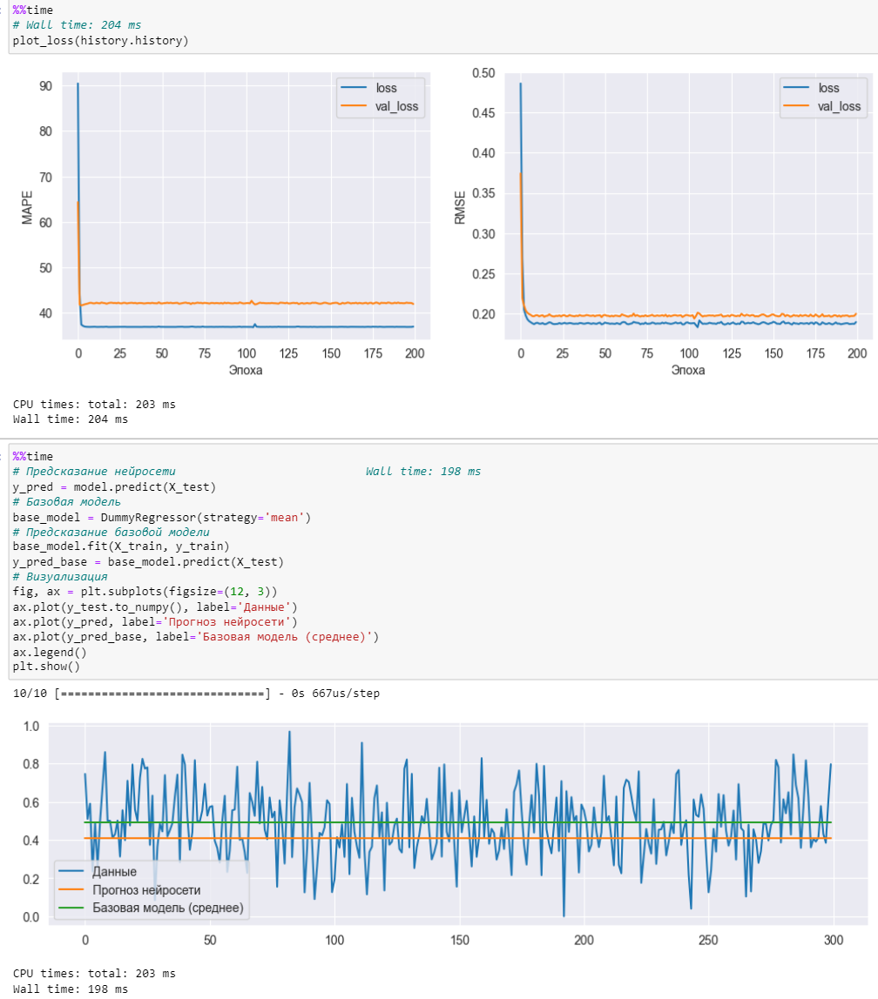 %%time
# Wall time: 204 ms
plot_loss(history.history)
90
80
70
60
50
40
MAPE
loss
val_loss
0 25 50 75 100 125 150 175 200
Эпоха
0.50
0.45
0.40
0.35
0.30
0.25
0.20
RMSE
loss
val_loss
0 25 50 75 100 125 150 175 200
Эпоха
CPU times: total: 203 ms
Wall time: 204 ms
%%time
# Предсказание нейросети Wall time: 198 ms
y_pred = model.predict(X_test)
# Базовая модель
base_model = DummyRegressor(strategy='mean')
# Предсказание базовой модели
base_model.fit(X_train, y_train)
y_pred_base = base_model.predict(X_test)
# Визуализация
fig, ax = plt.subplots(figsize=(12, 3))
ax.plot(y_test.to_numpy(), label='Данные')
ax.plot(y_pred, label='Прогноз нейросети')
ax.plot(y_pred_base, label='Базовая модель (среднее)')
ax.legend()
plt.show()
10/10 [==============================] - 0s 667us/step
1.0
0.8
0.6
0.4
0.2
0.0
Данные
Прогноз нейросети
Базовая модель (среднее)
0 50 100 150 200 250 300
CPU times: total: 203 ms
Wall time: 198 ms